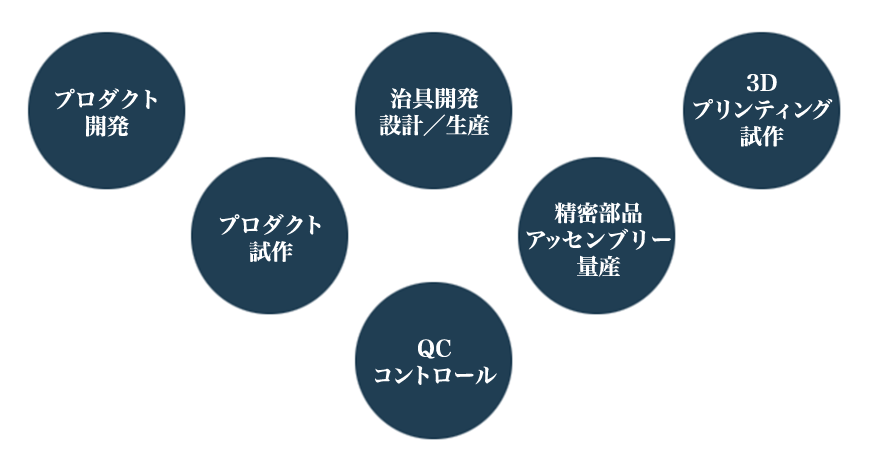 プロダクト
開発
治具開発
設計／生産
3D
プリンティング
試作
プロダクト
試作
精密部品
アッセンブリー
量産
QC
コントロール